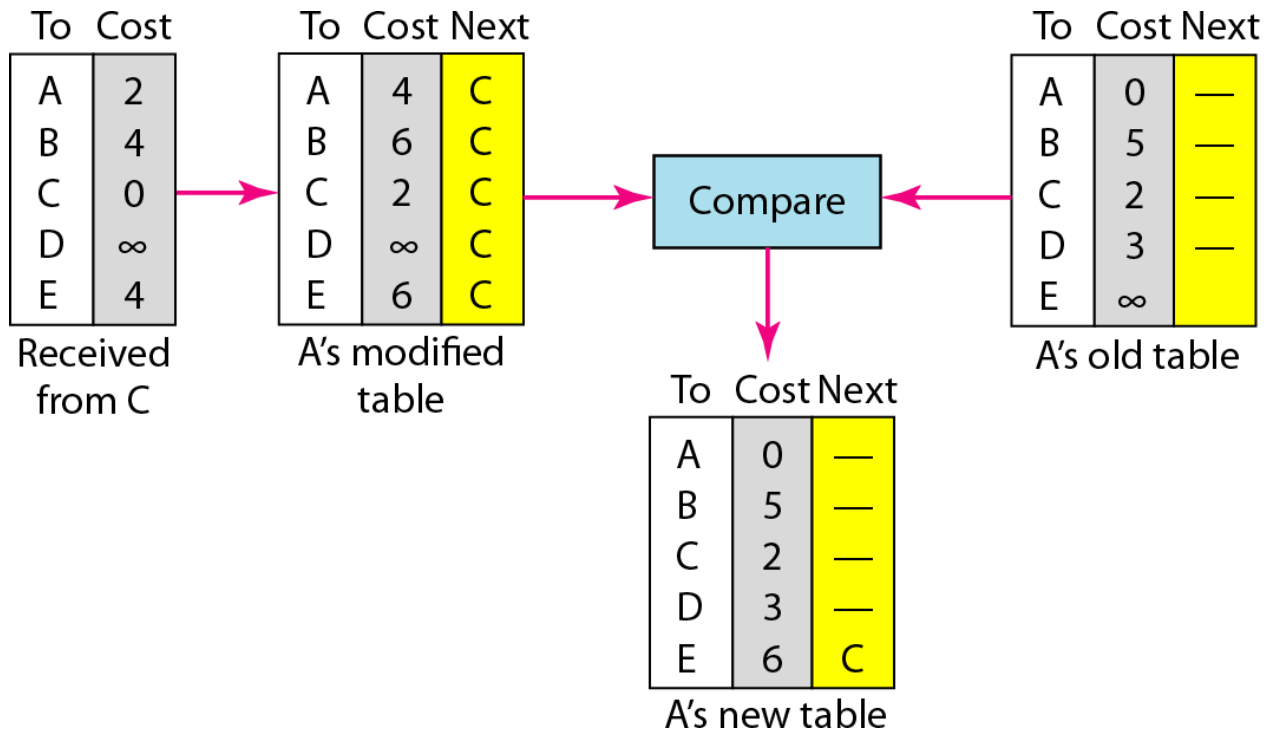 To Cost
A 2
B 4
C 0
D ∞
E 4
Received
from C
To Cost Next
A 4 C
B 6 C
C 2 C
D ∞ C
E 6 C
A's modified
table
Compare
To Cost Next
A 0 —
B 5 —
C 2 —
D 3 —
E ∞
A's old table
To Cost Next
A 0 —
B 5 —
C 2 —
D 3 —
E 6 C
A's new table